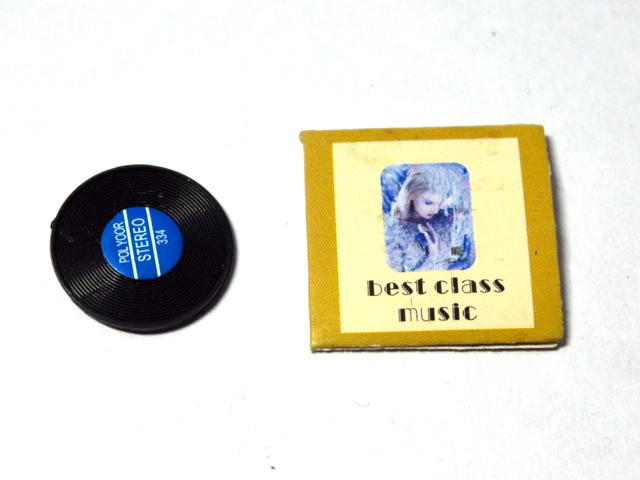 POLYOOR
STEREO
334
best class
music